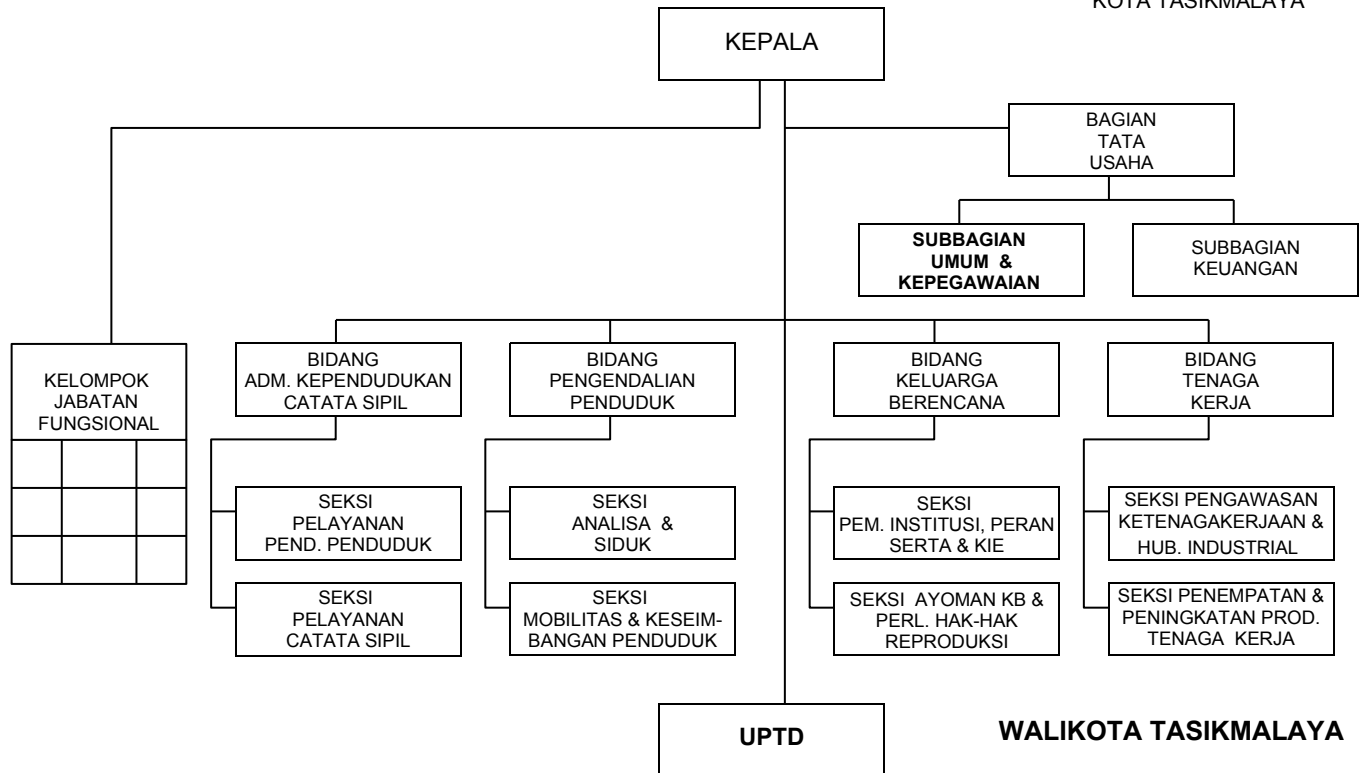 KOTA TASIKMALAYA
KEPALA
BAGIAN
TATA
USAHA
SUBBAGIAN
UMUM &
KEPEGAWAIAN
SUBBAGIAN
KEUANGAN
KELOMPOK
JABATAN
FUNGSIONAL
BIDANG
ADM. KEPENDUDUKAN
CATATA SIPIL
BIDANG
PENGENDALIAN
PENDUDUK
BIDANG
KELUARGA
BERENCANA
BIDANG
TENAGA
KERJA
SEKSI
PELAYANAN
PEND. PENDUDUK
SEKSI
ANALISA &
SIDUK
SEKSI
PEM. INSTITUSI, PERAN
SERTA & KIE
SEKSI PENGAWASAN
KETENAGAKERJAAN &
HUB. INDUSTRIAL
SEKSI
PELAYANAN
CATATA SIPIL
SEKSI
MOBILITAS & KESEIM-
BANGAN PENDUDUK
SEKSI AYOMAN KB &
PERL. HAK-HAK
REPRODUKSI
SEKSI PENEMPATAN &
PENINGKATAN PROD.
TENAGA KERJA
UPTD
WALIKOTA TASIKMALAYA